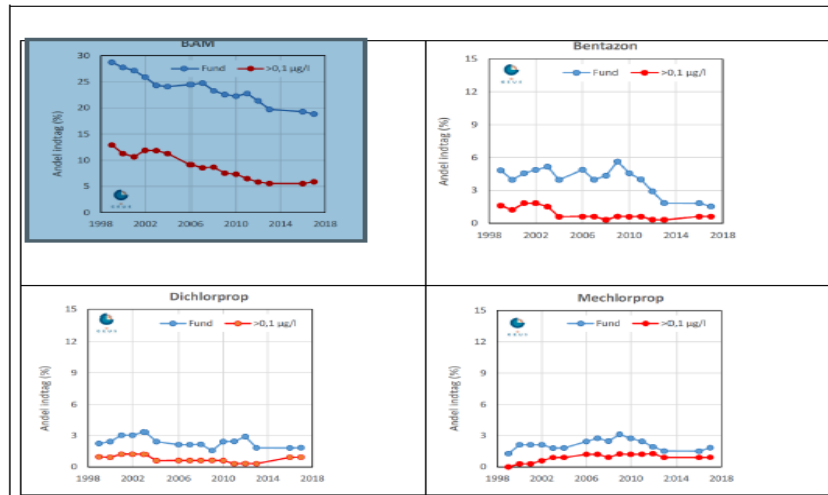 BAM
30
25
20
15
10
5
0
Andel indtag (%)
Fund >0,1 µg/l
1998 2002 2006 2010 2014 2018
Bentazon
15
12
9
6
3
0
Andel indtag (%)
G E U S
Fund >0,1 µg/l
1998 2002 2006 2010 2014 2018
Dichlorprop
15
12
9
6
3
0
Andel indtag (%)
G E U S
Fund >0,1 µg/l
1998 2002 2006 2010 2014 2018
Mechlorprop
15
12
9
6
3
0
Andel indtag (%)
G E U S
Fund >0,1 µg/l
1998 2002 2006 2010 2014 2018